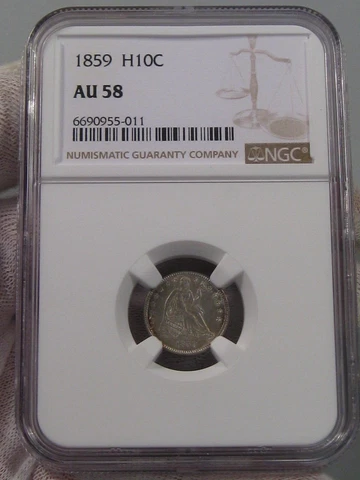 1859 H10C
AU 58
6690955-011
NUMISMATIC GUARANTY COMPANY
NGC®